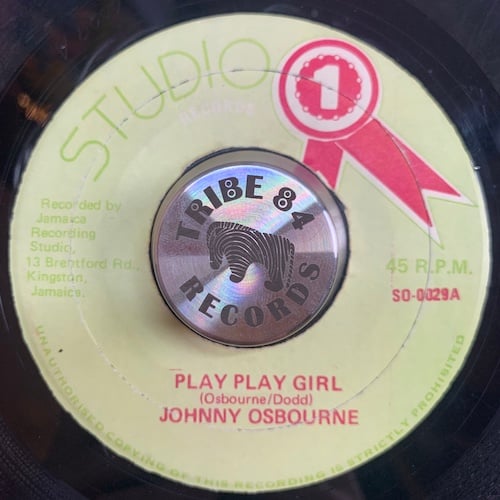 STUDIO
1
RECORDS
Recorded by
Jamaica
Recording
Studio,
13 Brentford Rd.,
Kingston,
Jamaica.
TRIBE 84
RECORDS
45 R.P.M.
SO-0029A
PLAY PLAY GIRL
(Osbourne/Dodd)
JOHNNY OSBOURNE
UNAUTHORISED COPYING OF THIS RECORDING IS STRICTLY PROHIBITED